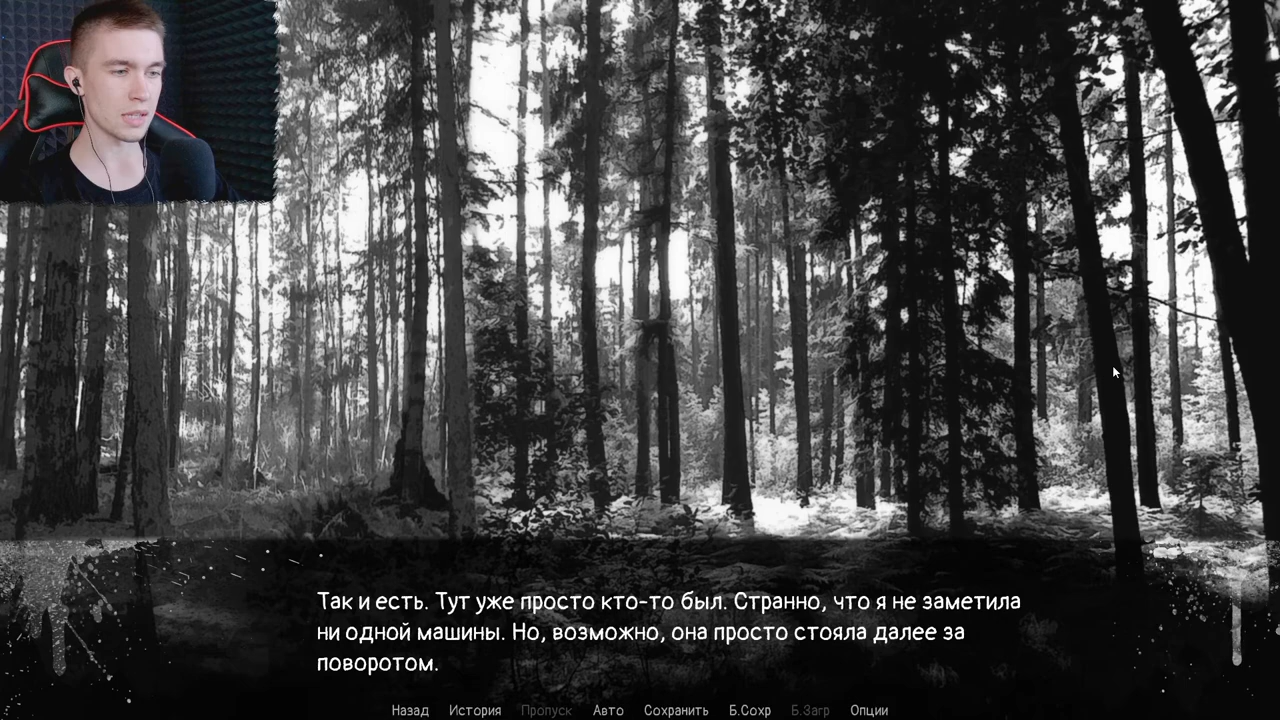 Так и есть. Тут уже просто кто-то был. Странно, что я не заметила
ни одной машины. Но, возможно, она просто стояла далее за
поворотом.
Назад История Пропуск Авто Сохранить Б.Сохр Б.Загр Опции